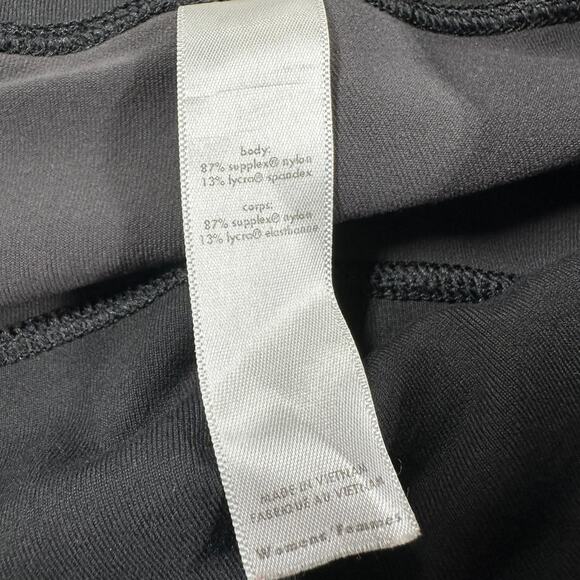 body:
87% supplex® nylon
13% lycra® spandex
corps:
87% supplex® nylon
13% lycra® elasthanne
MADE IN VIETNAM
FABRIQUÉ AU VIETNAM
Womens Femmes